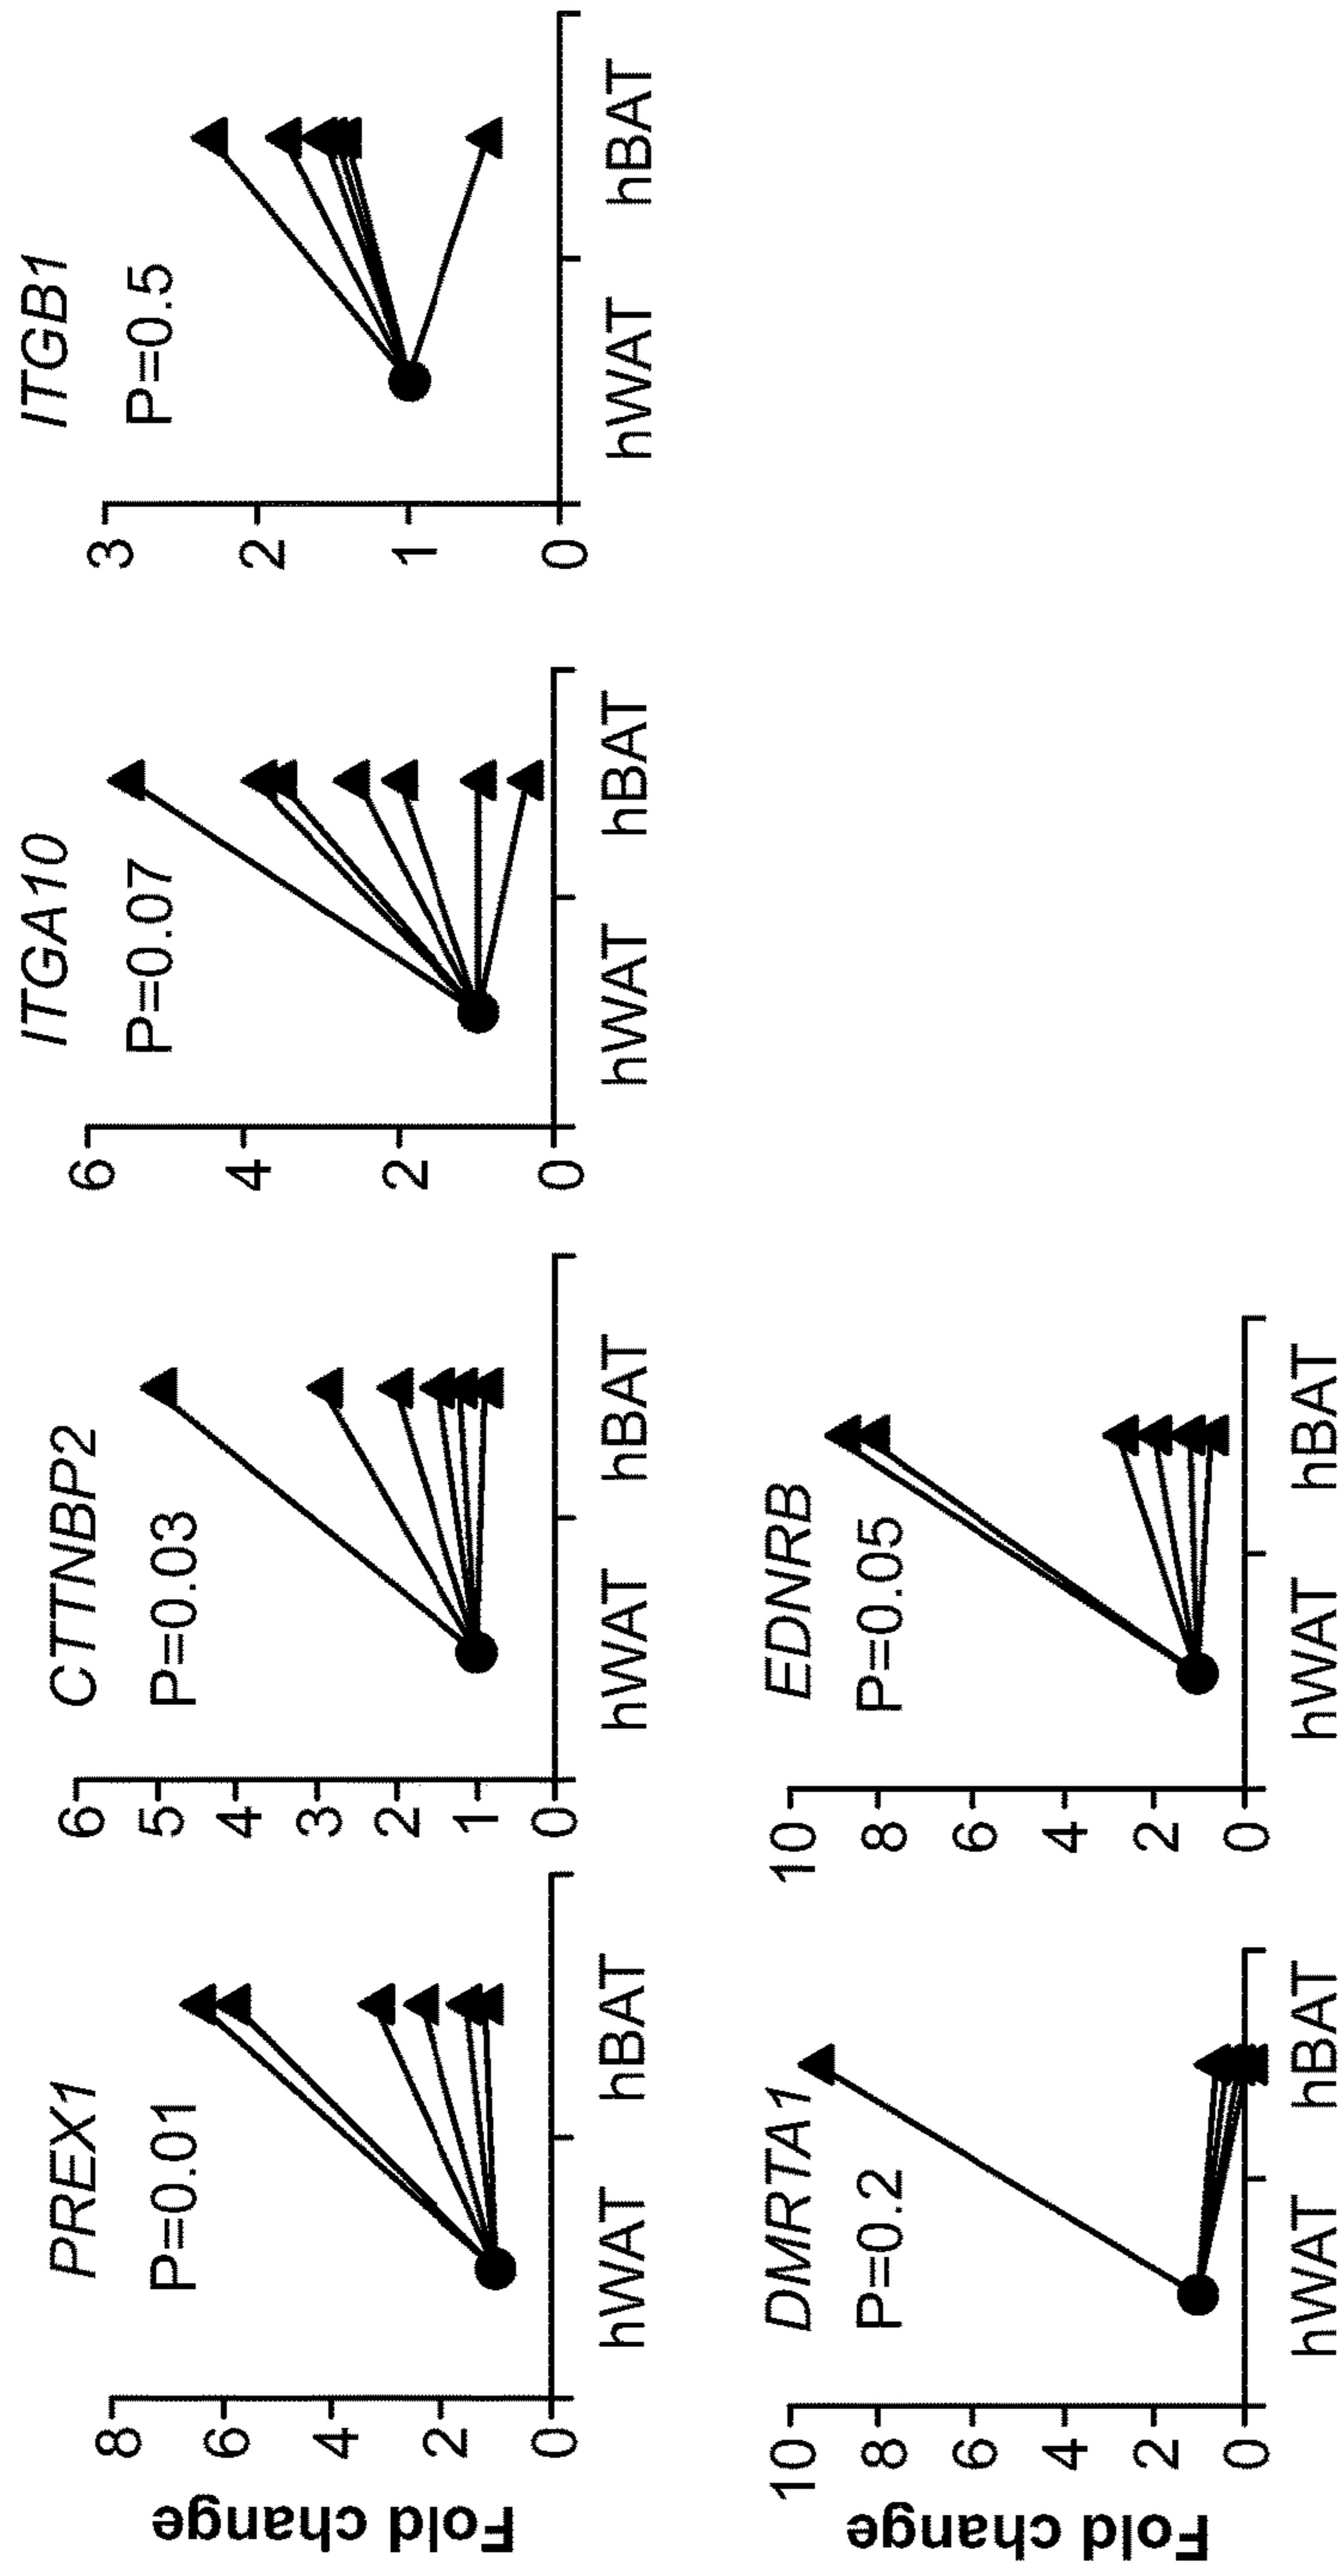 PREX1
P=0.01
Fold change
8
6
4
2
0
hWAT hBAT
CTTNBP2
P=0.03
6
5
4
3
2
1
0
hWAT hBAT
ITGA10
P=0.07
6
4
2
0
hWAT hBAT
ITGB1
P=0.5
3
2
1
0
hWAT hBAT
DMRTA1
P=0.2
Fold change
10
8
6
4
2
0
hWAT hBAT
EDNRB
P=0.05
10
8
6
4
2
0
hWAT hBAT